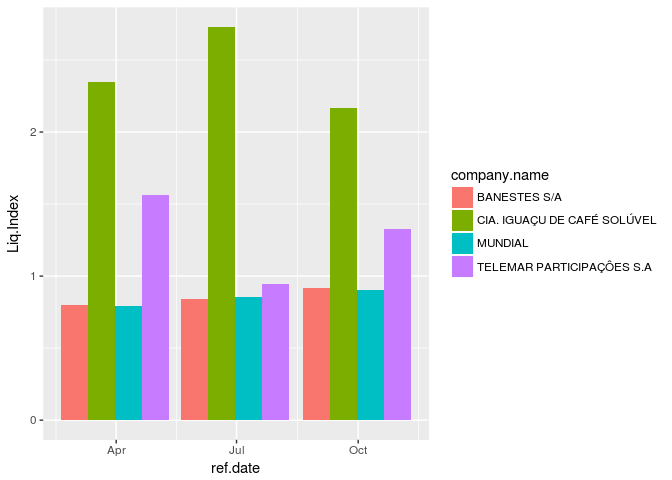 Liq.Index
2
1
0
Apr Jul Oct
ref.date
company.name
BANESTES S/A
CIA. IGUAÇU DE CAFÉ SOLÚVEL
MUNDIAL
TELEMAR PARTICIPAÇÕES S.A